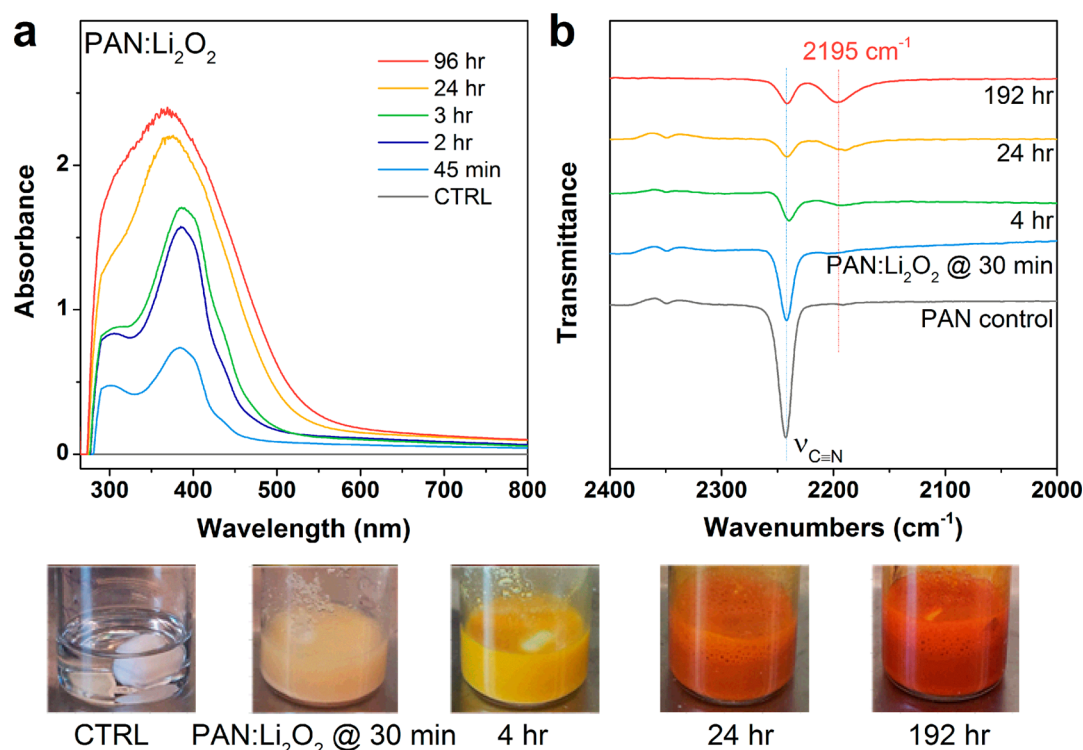 a
PAN:Li₂O₂
96 hr
24 hr
3 hr
2 hr
45 min
CTRL
Absorbance
2
1
0
300 400 500 600 700 800
Wavelength (nm)
b
2195 cm⁻¹
192 hr
24 hr
4 hr
PAN:Li₂O₂ @ 30 min
PAN control
νC≡N
Transmittance
2400 2300 2200 2100 2000
Wavenumbers (cm⁻¹)
CTRL PAN:Li₂O₂ @ 30 min 4 hr 24 hr 192 hr